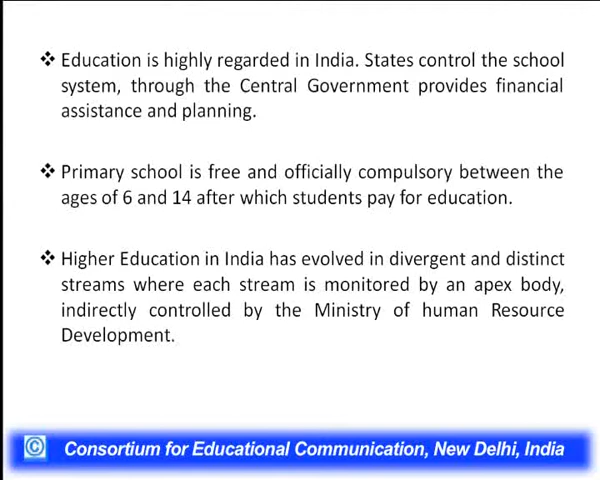 ❖ Education is highly regarded in India. States control the school
system, through the Central Government provides financial
assistance and planning.
❖ Primary school is free and officially compulsory between the
ages of 6 and 14 after which students pay for education.
❖ Higher Education in India has evolved in divergent and distinct
streams where each stream is monitored by an apex body,
indirectly controlled by the Ministry of human Resource
Development.
© Consortium for Educational Communication, New Delhi, India